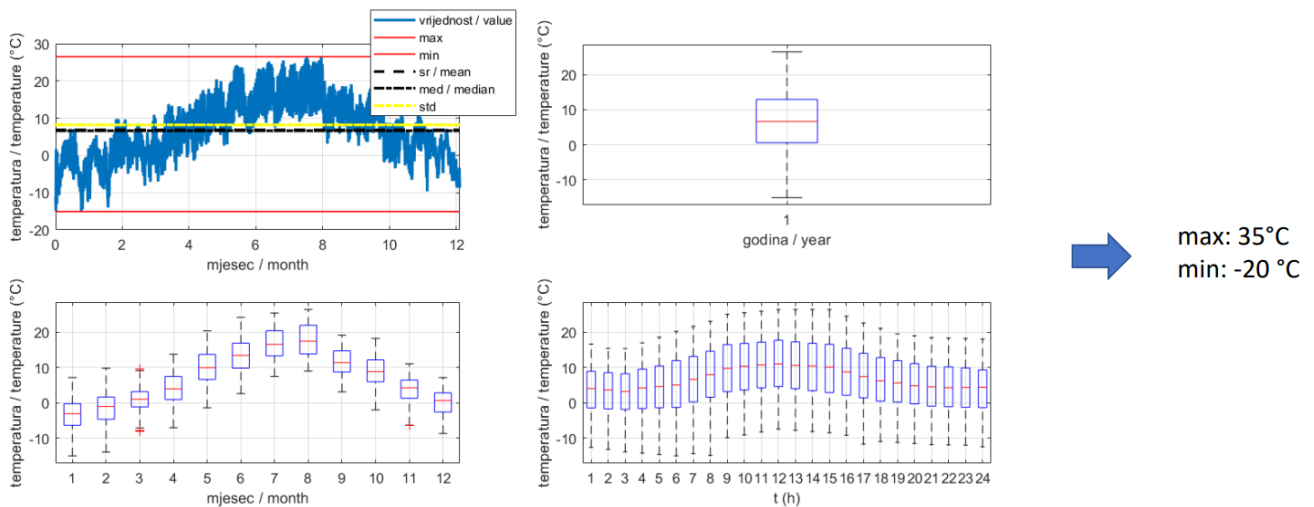 vrijednost / value
max
min
sr / mean
med / median
std
temperatura / temperature (°C)
30
20
10
0
-10
-20
0 2 4 6 8 10 12
mjesec / month
temperatura / temperature (°C)
20
10
0
-10
1
godina / year
max: 35°C
min: -20 °C
temperatura / temperature (°C)
20
10
0
-10
1 2 3 4 5 6 7 8 9 10 11 12
mjesec / month
temperatura / temperature (°C)
20
10
0
-10
1 2 3 4 5 6 7 8 9 10 11 12 13 14 15 16 17 18 19 20 21 22 23 24
t (h)